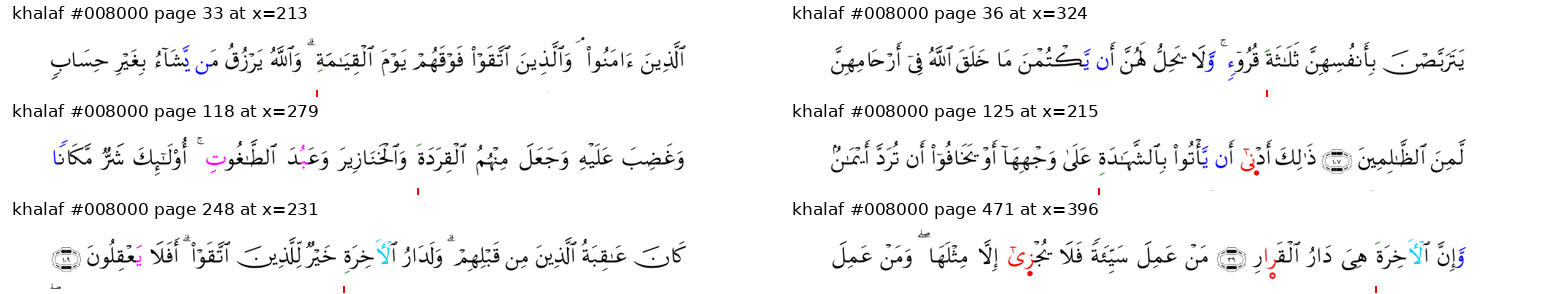 khalaf #008000 page 33 at x=213
ٱلَّذِينَ ءَامَنُواْ ۘ وَٱلَّذِينَ ٱتَّقَوْاْ فَوْقَهُمْ يَوْمَ ٱلْقِيَـٰمَةِ ۗ وَٱللَّهُ يَرْزُقُ مَن يَّشَآءُ بِغَيْرِ حِسَابٍ
khalaf #008000 page 36 at x=324
يَتَرَبَّصْنَ بِأَنفُسِهِنَّ ثَلَـٰثَةَ قُرُوٓءٍ ۚ وَّلَا يَحِلُّ لَهُنَّ أَن يَّكْتُمْنَ مَا خَلَقَ ٱللَّهُ فِىٓ أَرْحَامِهِنَّ
khalaf #008000 page 118 at x=279
وَغَضِبَ عَلَيْهِ وَجَعَلَ مِنْهُمُ ٱلْقِرَدَةَ وَٱلْخَنَازِيرَ وَعَبُدَ ٱلطَّـٰغُوتِ ۚ أُوْلَـٰٓئِكَ شَرٌّ مَّكَانًا
khalaf #008000 page 125 at x=215
لَّمِنَ ٱلظَّـٰلِمِينَ ١٠٧ ذَٰلِكَ أَدْنَىٰٓ أَن يَّأْتُواْ بِٱلشَّهَـٰدَةِ عَلَىٰ وَجْهِهَآ أَوْ يَخَافُوٓاْ أَن تُرَدَّ أَيْمَـٰنٌۢ
khalaf #008000 page 248 at x=231
كَانَ عَـٰقِبَةُ ٱلَّذِينَ مِن قَبْلِهِمْ ۗ وَلَدَارُ ٱلْأَخِرَةِ خَيْرٌ لِّلَّذِينَ ٱتَّقَوْاْ ۗ أَفَلَا يَعْقِلُونَ ١٠٩
khalaf #008000 page 471 at x=396
وَّإِنَّ ٱلْأَخِرَةَ هِىَ دَارُ ٱلْقَرَارِ ٣٩ مَنْ عَمِلَ سَيِّئَةً فَلَا يُجْزَىٰٓ إِلَّا مِثْلَهَا ۖ وَمَنْ عَمِلَ